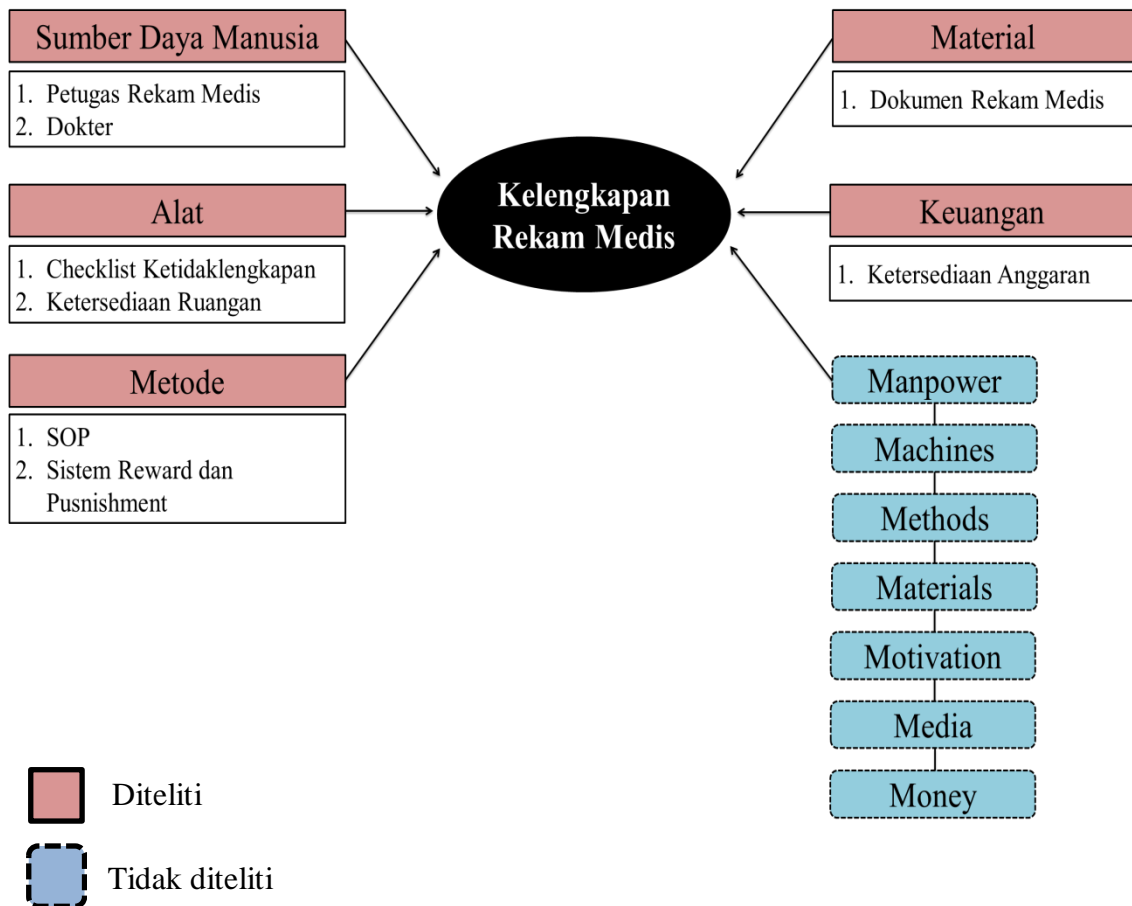 Sumber Daya Manusia
1. Petugas Rekam Medis
2. Dokter
Alat
1. Checklist Ketidaklengkapan
2. Ketersediaan Ruangan
Metode
1. SOP
2. Sistem Reward dan
Pusnishment
Kelengkapan
Rekam Medis
Material
1. Dokumen Rekam Medis
Keuangan
1. Ketersediaan Anggaran
Manpower
Machines
Methods
Materials
Motivation
Media
Money
Diteliti
Tidak diteliti